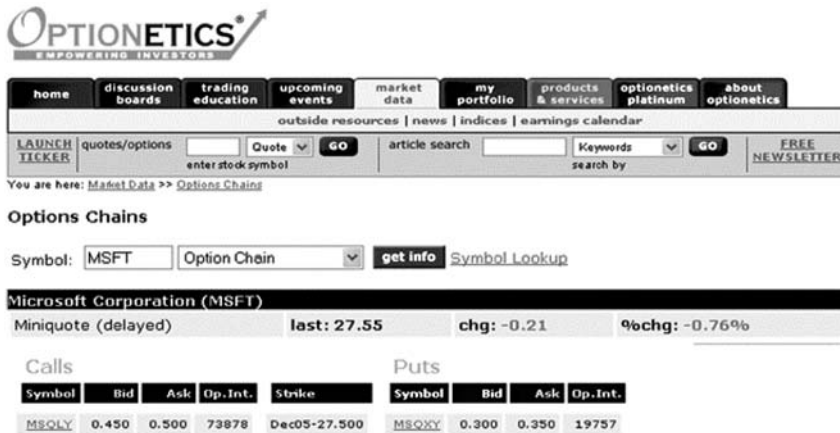 OPTIONETICS®
EMPOWERING INVESTORS
home discussion boards trading education upcoming events market data my portfolio products & services optionetics platinum about optionetics
outside resources | news | indices | earnings calendar
LAUNCH TICKER quotes/options Quote GO article search Keywords GO FREE NEWSLETTER
enter stock symbol search by
You are here: Market Data >> Options Chains
Options Chains
Symbol: MSFT Option Chain get info Symbol Lookup
Microsoft Corporation (MSFT)
Miniquote (delayed) last: 27.55 chg: -0.21 %chg: -0.76%
Calls Puts
Symbol Bid Ask Op.Int. Strike Symbol Bid Ask Op.Int.
MSQLY 0.450 0.500 73878 Dec05-27.500 MSQXY 0.300 0.350 19757